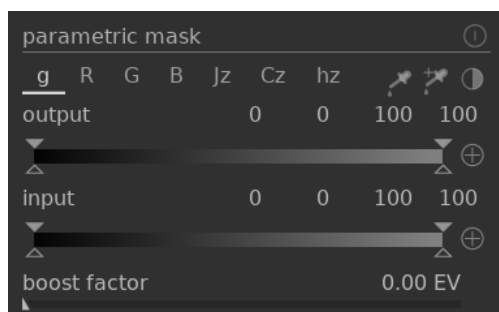 parametric mask
g R G B Jz Cz hz
output 0 0 100 100
input 0 0 100 100
boost factor 0.00 EV